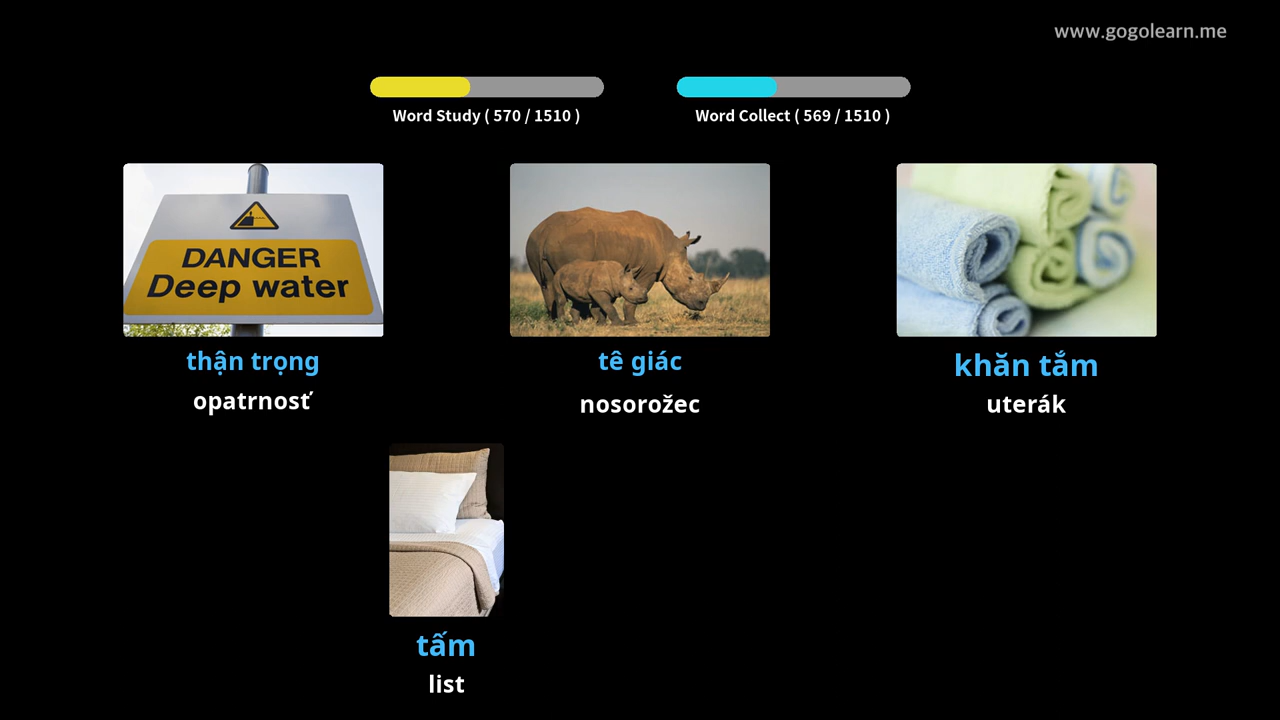 www.gogolearn.me
Word Study ( 570 / 1510 )
Word Collect ( 569 / 1510 )
DANGER
Deep water
thận trọng
opatrnosť
tê giác
nosorožec
khăn tắm
uterák
tấm
list